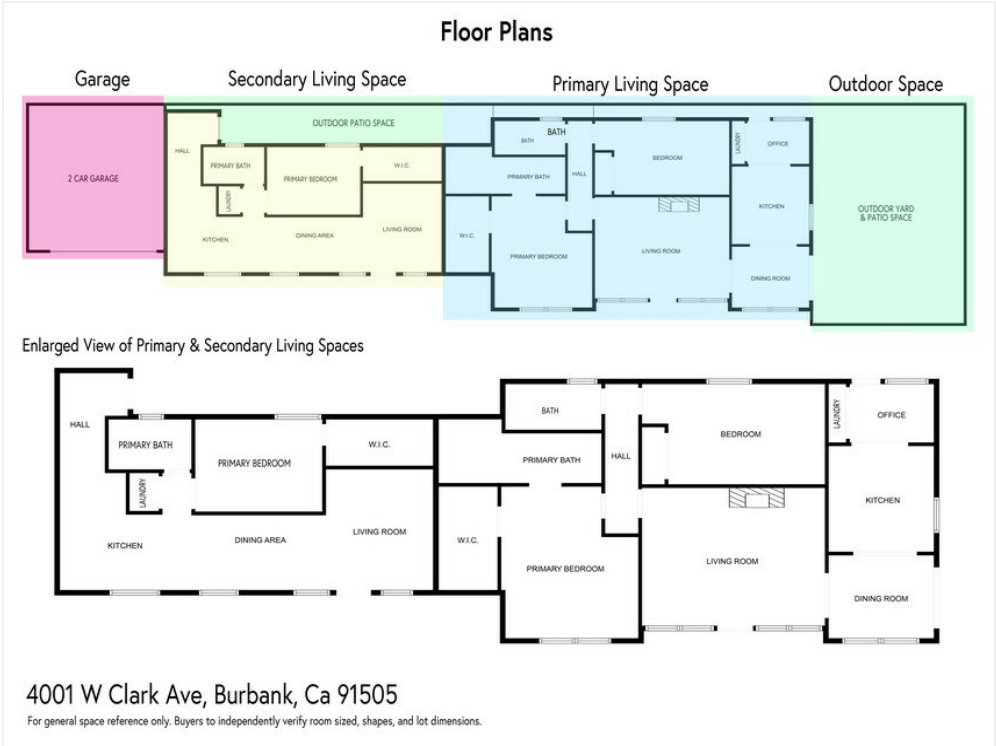 Floor Plans
Garage
Secondary Living Space
Primary Living Space
Outdoor Space
2 CAR GARAGE
HALL
OUTDOOR PATIO SPACE
PRIMARY BATH
LAUNDRY
PRIMARY BEDROOM
W.I.C.
KITCHEN
DINING AREA
LIVING ROOM
BATH
BATH
PRIMARY BATH
HALL
BEDROOM
LAUNDRY
OFFICE
W.I.C.
PRIMARY BEDROOM
LIVING ROOM
KITCHEN
DINING ROOM
OUTDOOR YARD
& PATIO SPACE
Enlarged View of Primary & Secondary Living Spaces
HALL
PRIMARY BATH
LAUNDRY
PRIMARY BEDROOM
W.I.C.
KITCHEN
DINING AREA
LIVING ROOM
BATH
PRIMARY BATH
HALL
BEDROOM
LAUNDRY
OFFICE
W.I.C.
PRIMARY BEDROOM
LIVING ROOM
KITCHEN
DINING ROOM
4001 W Clark Ave, Burbank, Ca 91505
For general space reference only. Buyers to independently verify room sized, shapes, and lot dimensions.